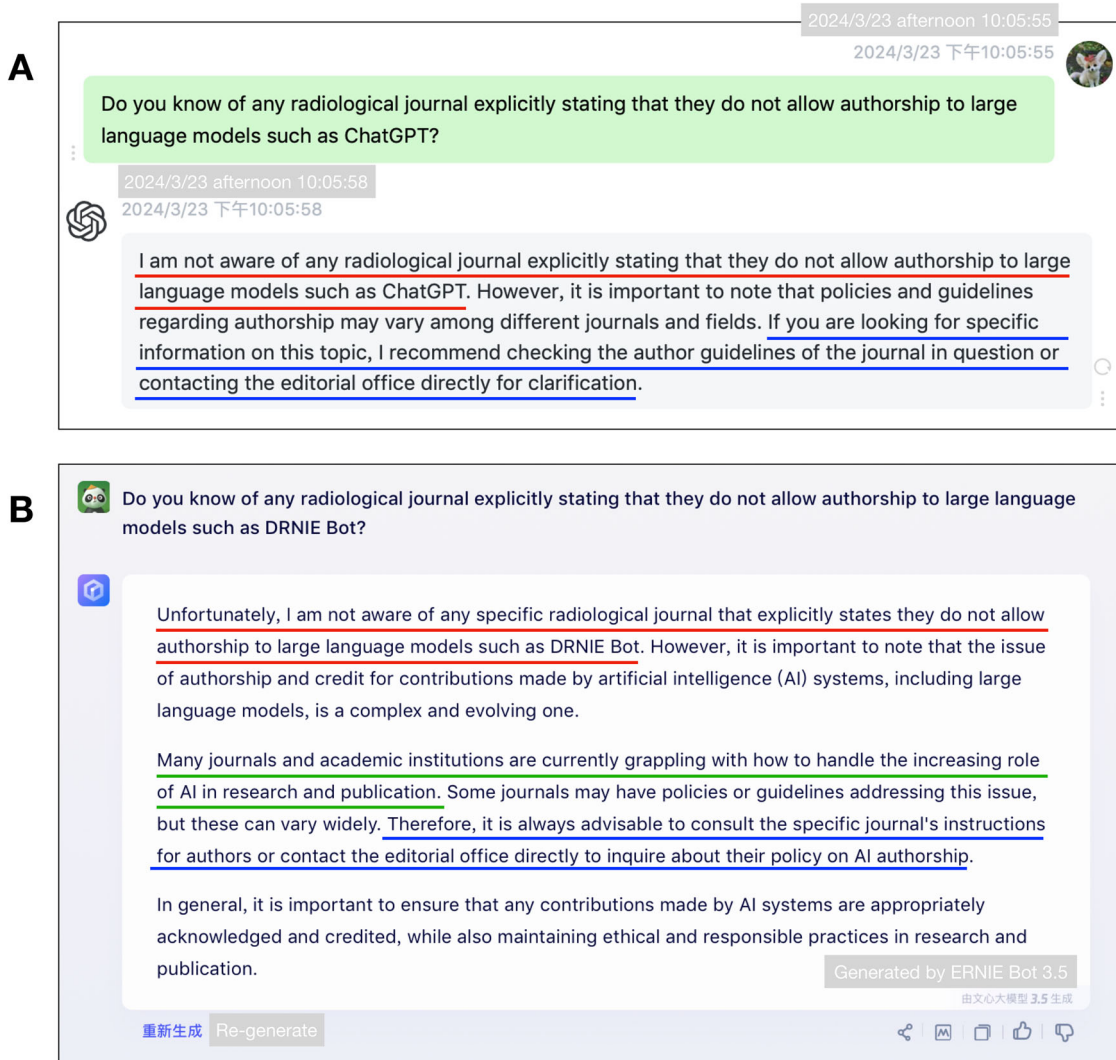 A
2024/3/23 afternoon 10:05:55
2024/3/23 下午10:05:55
Do you know of any radiological journal explicitly stating that they do not allow authorship to large
language models such as ChatGPT?
2024/3/23 afternoon 10:05:58
2024/3/23 下午10:05:58
I am not aware of any radiological journal explicitly stating that they do not allow authorship to large
language models such as ChatGPT. However, it is important to note that policies and guidelines
regarding authorship may vary among different journals and fields. If you are looking for specific
information on this topic, I recommend checking the author guidelines of the journal in question or
contacting the editorial office directly for clarification.
B
Do you know of any radiological journal explicitly stating that they do not allow authorship to large language
models such as DRNIE Bot?
Unfortunately, I am not aware of any specific radiological journal that explicitly states they do not allow
authorship to large language models such as DRNIE Bot. However, it is important to note that the issue
of authorship and credit for contributions made by artificial intelligence (AI) systems, including large
language models, is a complex and evolving one.
Many journals and academic institutions are currently grappling with how to handle the increasing role
of AI in research and publication. Some journals may have policies or guidelines addressing this issue,
but these can vary widely. Therefore, it is always advisable to consult the specific journal's instructions
for authors or contact the editorial office directly to inquire about their policy on AI authorship.
In general, it is important to ensure that any contributions made by AI systems are appropriately
acknowledged and credited, while also maintaining ethical and responsible practices in research and
publication.
Generated by ERNIE Bot 3.5
由文心大模型 3.5 生成
重新生成 Re-generate